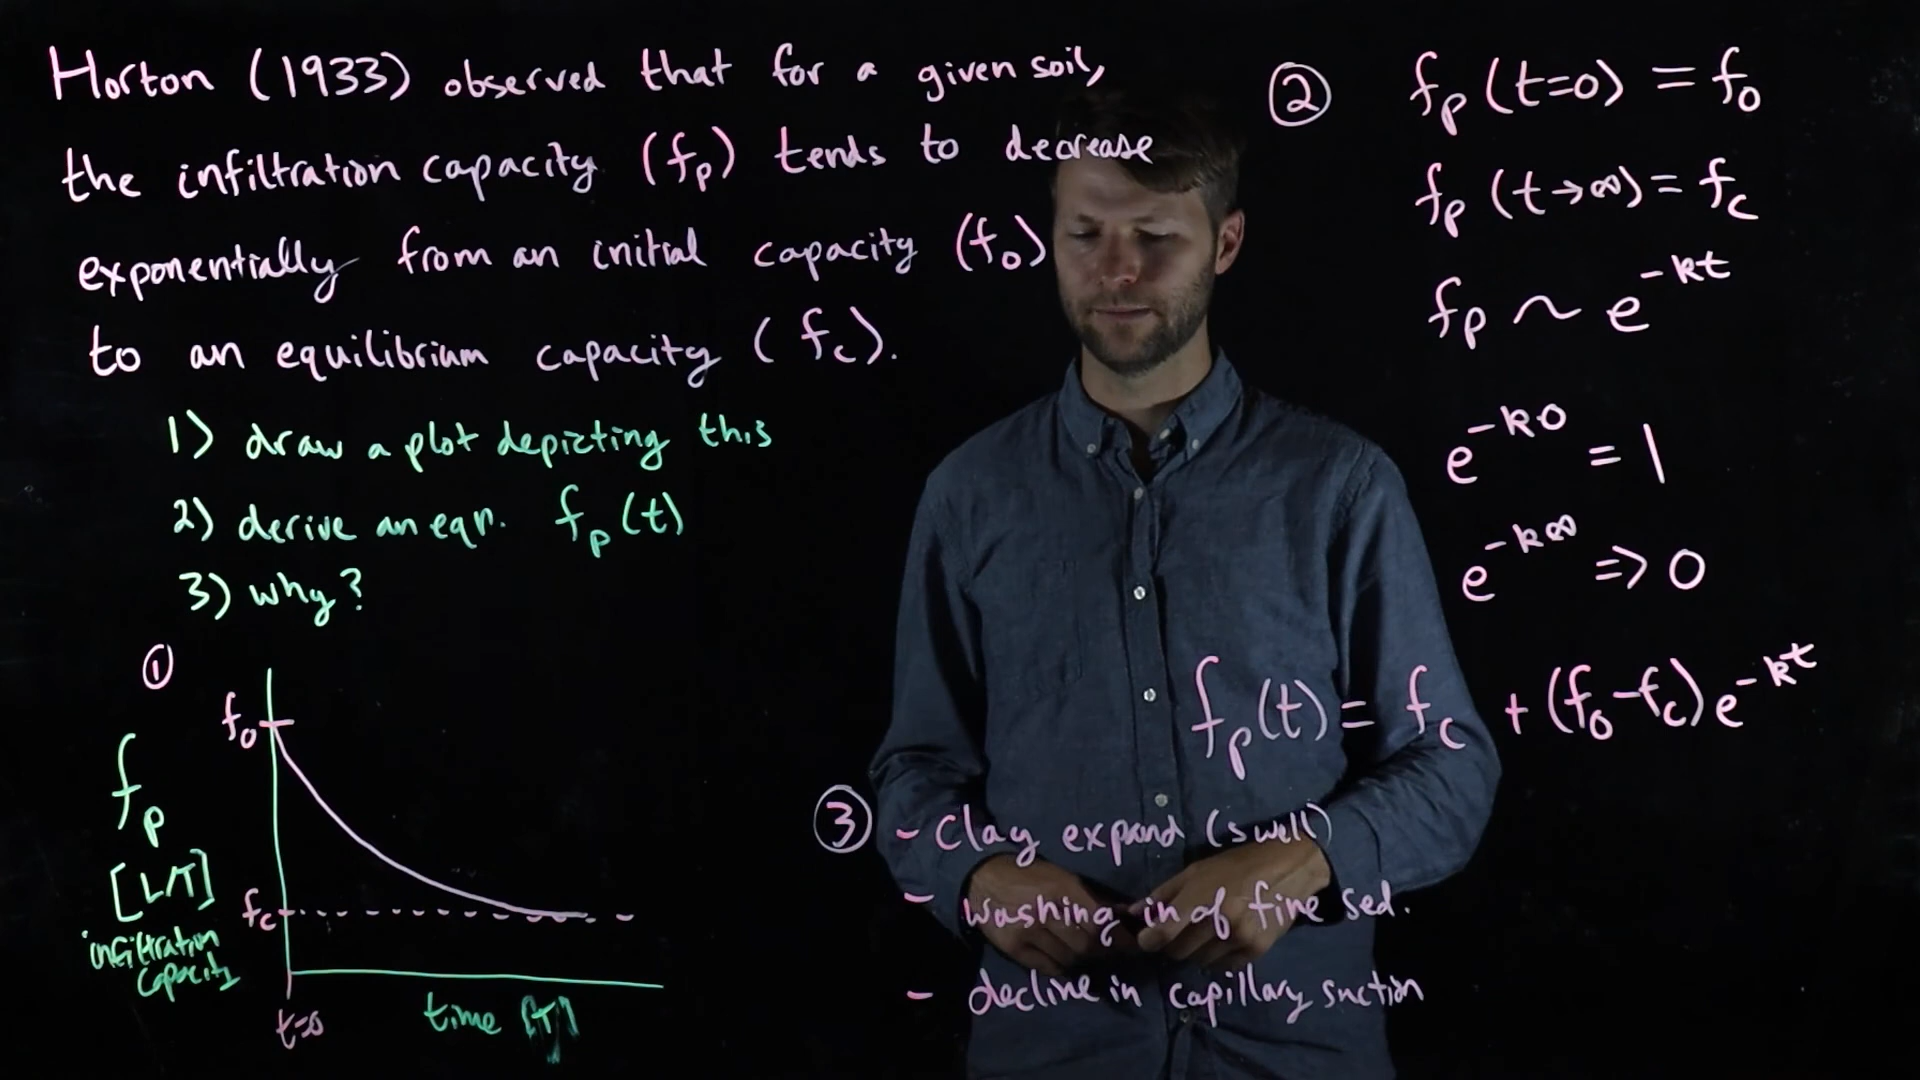 Horton (1933) observed that for a given soil,
the infiltration capacity (fp) tends to decrease
exponentially from an initial capacity (f0)
to an equilibrium capacity (fc).
1) draw a plot depicting this
2) derive an eqn. fp(t)
3) why?
①
f0
fp
[L/T]
infiltration
capacity
fc
t=0
time [T]
② fp (t=0) = f0
fp (t→∞) = fc
fp ~ e^-kt
e^-k0 = 1
e^-k∞ => 0
fp(t) = fc + (f0-fc)e^-kt
③ - Clay expand (swell)
- washing in of fine sed.
- decline in capillary suction